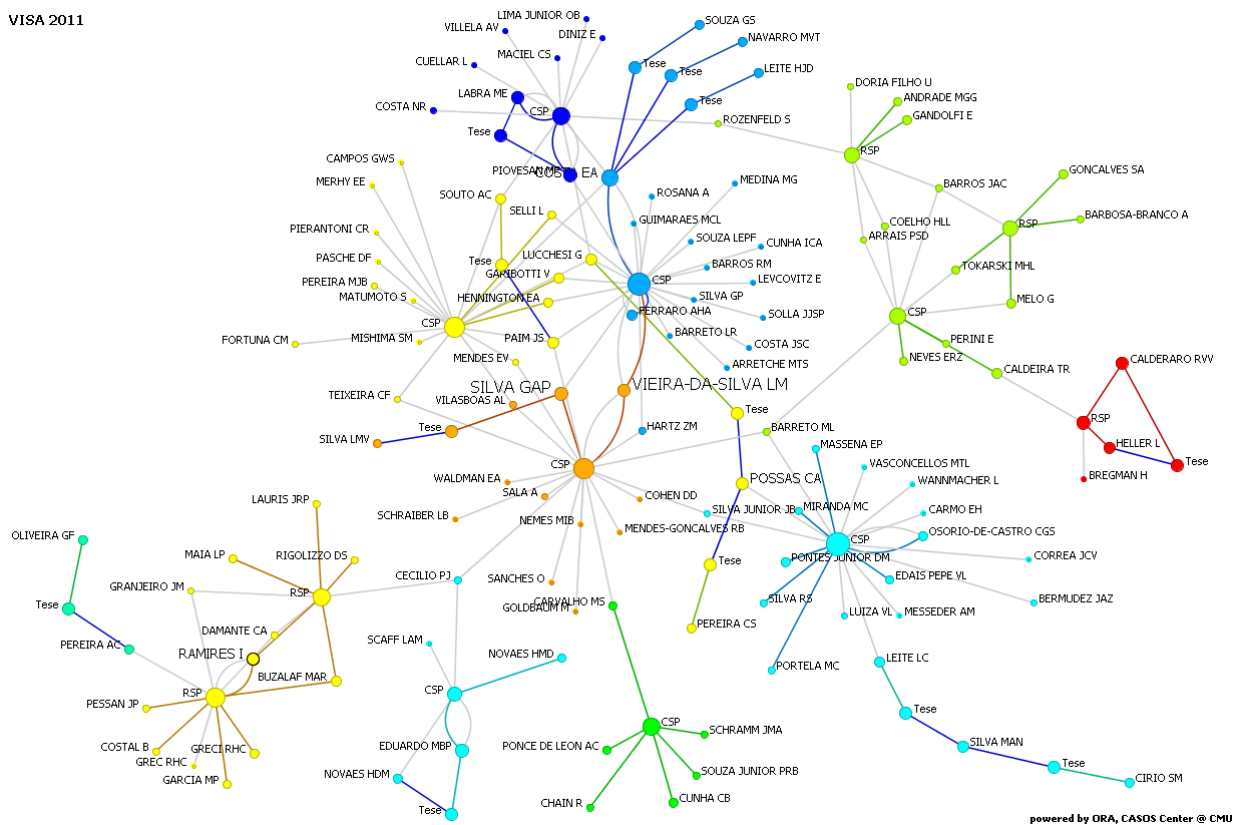 VISA 2011
LIMA JUNIOR OB
VILLELA AV
DINIZ E
SOUZA GS
NAVARRO MVT
MACIEL CS
CUELLAR L
Tese
Tese
LEITE HJD
LABRA ME
COSTA NR
CSP
Tese
ROZENFELD S
DORIA FILHO U
ANDRADE MGG
GANDOLFI E
Tese
RSP
CAMPOS GWS
MERHY EE
PIOVESAN MF
COSTA EA
SOUTO AC
SELLI L
ROSANA A
MEDINA MG
BARROS JAC
GONCALVES SA
GUIMARAES MCL
COELHO HLL
RSP
BARBOSA-BRANCO A
PIERANTONI CR
ARRAIS PSD
SOUZA LEPF
CUNHA ICA
PASCHE DF
Tese
LUCCHESI G
GARIBOTTI V
BARROS RM
TOKARSKI MHL
PEREIRA MJB
CSP
LEVCOVITZ E
MATUMOTO S
HENNINGTON EA
SILVA GP
MELO G
FERRARO AHA
SOLLA JJSP
CSP
CSP
FORTUNA CM
MISHIMA SM
PAIM JS
BARRETO LR
COSTA JSC
PERINI E
MENDES EV
ARRETCHE MTS
NEVES ERZ
CALDEIRA TR
CALDERARO RVV
SILVA GAP
VIEIRA-DA-SILVA LM
TEIXEIRA CF
VILASBOAS AL
Tese
RSP
SILVA LMV
Tese
HARTZ ZM
BARRETO ML
MASSENA EP
HELLER L
Tese
CSP
VASCONCELLOS MTL
BREGMAN H
WALDMAN EA
POSSAS CA
WANNMACHER L
SALA A
COHEN DD
LAURIS JRP
SCHRAIBER LB
NEMES MIB
MENDES-GONCALVES RB
SILVA JUNIOR JB
MIRANDA MC
CARMO EH
OLIVEIRA GF
OSORIO-DE-CASTRO CGS
CSP
MAIA LP
RIGOLIZZO DS
Tese
PONTES JUNIOR DM
CORREA JCV
GRANJEIRO JM
RSP
CECILIO PJ
SANCHES O
EDAIS PEPE VL
Tese
CARVALHO MS
GOLDBAUM M
SILVA RS
BERMUDEZ JAZ
LUIZA VL
MESSEDER AM
PEREIRA CS
DAMANTE CA
PEREIRA AC
SCAFF LAM
RAMIRES I
NOVAES HMD
LEITE LC
PORTELA MC
BUZALAF MAR
RSP
CSP
PESSAN JP
Tese
CSP
SCHRAMM JMA
COSTAL B
GRECI RHC
EDUARDO MBP
PONCE DE LEON AC
SILVA MAN
GREC RHC
SOUZA JUNIOR PRB
Tese
GARCIA MP
NOVAES HDM
CIRIO SM
CHAIN R
CUNHA CB
Tese
powered by ORA, CASOS Center @ CMU